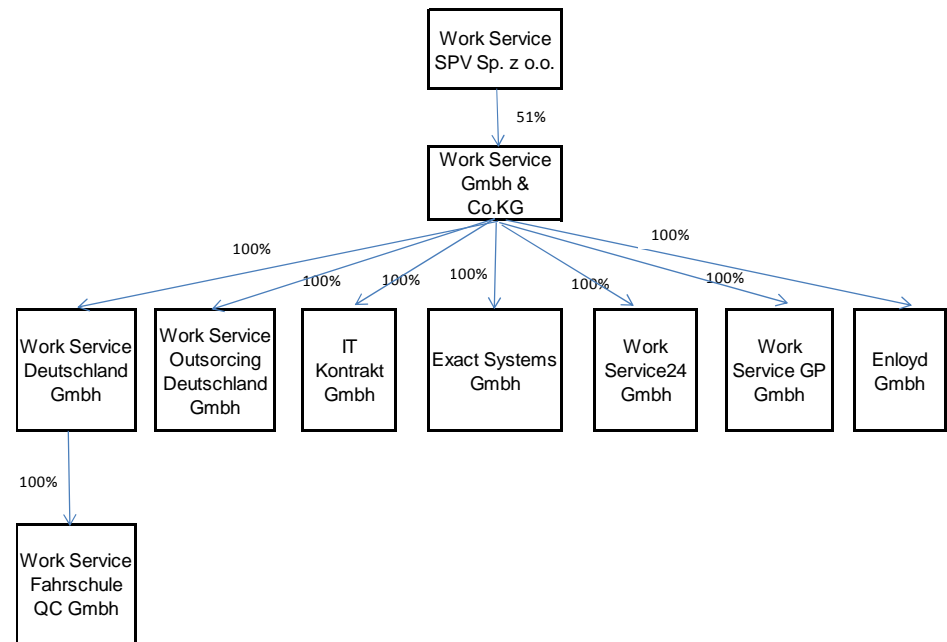 Work Service
SPV Sp. z o.o.
51%
Work Service
Gmbh &
Co.KG
100%
100%
100%
100%
100%
100%
100%
Work Service
Deutschland
Gmbh
Work Service
Outsorcing
Deutschland
Gmbh
IT
Kontrakt
Gmbh
Exact Systems
Gmbh
Work
Service24
Gmbh
Work
Service GP
Gmbh
Enloyd
Gmbh
100%
Work Service
Fahrschule
QC Gmbh